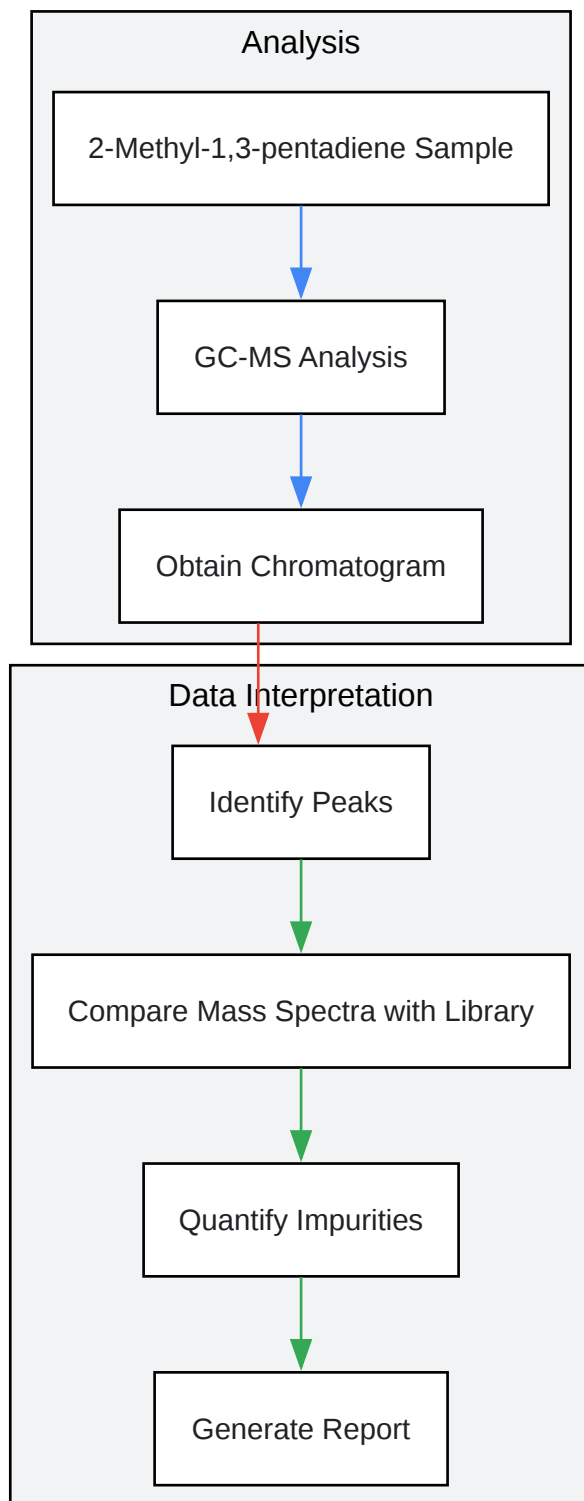 Analysis
2-Methyl-1,3-pentadiene Sample
GC-MS Analysis
Obtain Chromatogram
Data Interpretation
Identify Peaks
Compare Mass Spectra with Library
Quantify Impurities
Generate Report